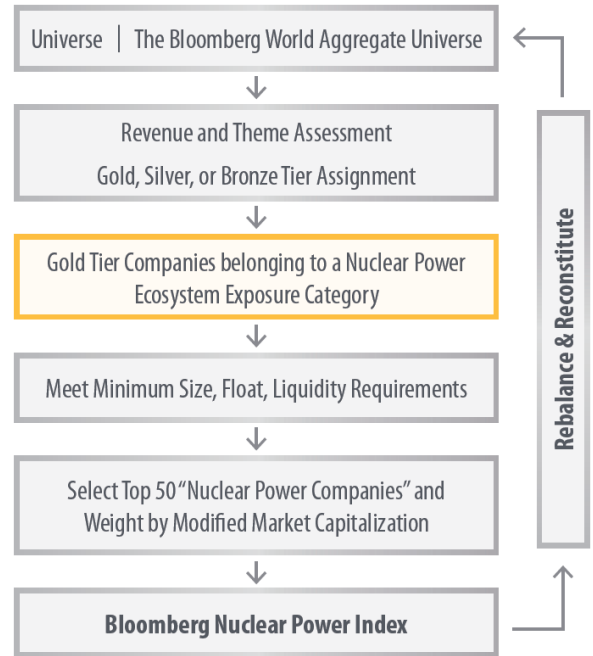 Universe | The Bloomberg World Aggregate Universe
Revenue and Theme Assessment
Gold, Silver, or Bronze Tier Assignment
Gold Tier Companies belonging to a Nuclear Power
Ecosystem Exposure Category
Meet Minimum Size, Float, Liquidity Requirements
Select Top 50 “Nuclear Power Companies” and
Weight by Modified Market Capitalization
Bloomberg Nuclear Power Index
Rebalance & Reconstitute